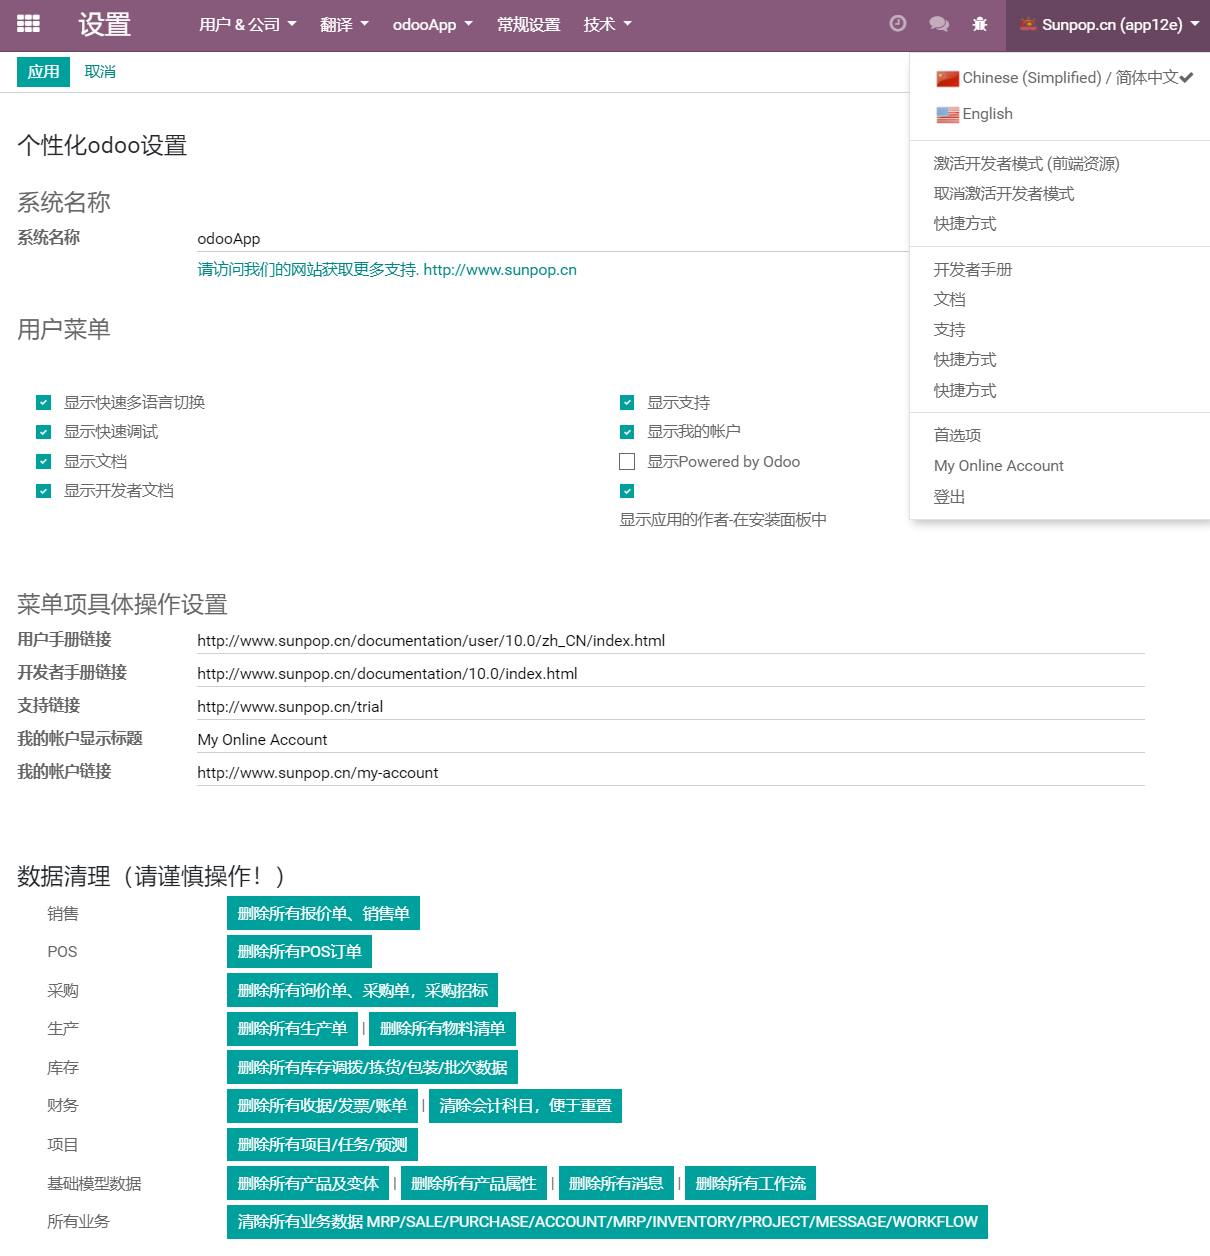 设置 用户 & 公司 翻译 odooApp 常规设置 技术 Sunpop.cn (app12e)
应用 取消
Chinese (Simplified) / 简体中文
English
激活开发者模式 (前端资源)
取消激活开发者模式
快捷方式
开发者手册
文档
支持
快捷方式
快捷方式
首选项
My Online Account
登出
个性化odoo设置
系统名称
系统名称 odooApp
请访问我们的网站获取更多支持. http://www.sunpop.cn
用户菜单
显示快速多语言切换 显示支持
显示快速调试 显示我的帐户
显示文档 显示Powered by Odoo
显示开发者文档
显示应用的作者-在安装面板中
菜单项具体操作设置
用户手册链接 http://www.sunpop.cn/documentation/user/10.0/zh_CN/index.html
开发者手册链接 http://www.sunpop.cn/documentation/10.0/index.html
支持链接 http://www.sunpop.cn/trial
我的帐户显示标题 My Online Account
我的帐户链接 http://www.sunpop.cn/my-account
数据清理（请谨慎操作！）
销售 删除所有报价单、销售单
POS 删除所有POS订单
采购 删除所有询价单、采购单，采购招标
生产 删除所有生产单 | 删除所有物料清单
库存 删除所有库存调拨/拣货/包装/批次数据
财务 删除所有收据/发票/账单 | 清除会计科目，便于重置
项目 删除所有项目/任务/预测
基础模型数据 删除所有产品及变体 | 删除所有产品属性 | 删除所有消息 | 删除所有工作流
所有业务 清除所有业务数据 MRP/SALE/PURCHASE/ACCOUNT/MRP/INVENTORY/PROJECT/MESSAGE/WORKFLOW